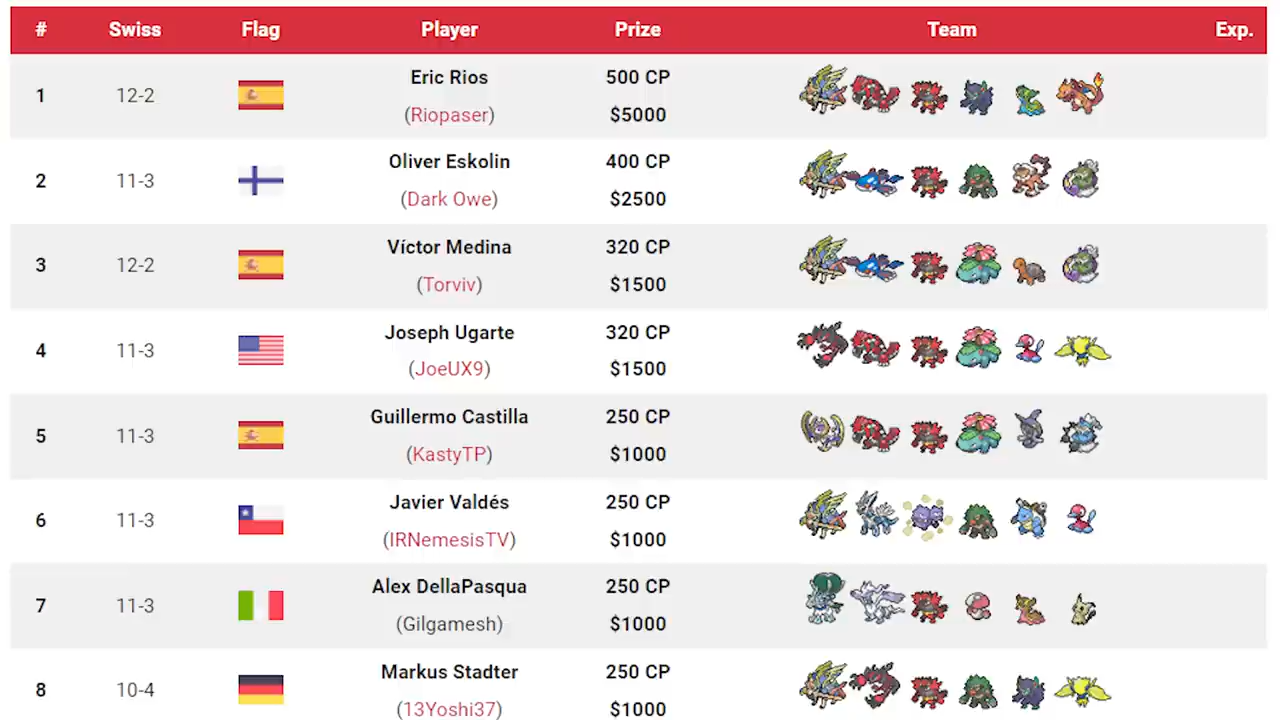 # Swiss Flag Player Prize Team Exp.
1 12-2 Eric Rios 500 CP
(Riopaser) $5000
2 11-3 Oliver Eskolin 400 CP
(Dark Owe) $2500
3 12-2 Víctor Medina 320 CP
(Torviv) $1500
4 11-3 Joseph Ugarte 320 CP
(JoeUX9) $1500
5 11-3 Guillermo Castilla 250 CP
(KastyTP) $1000
6 11-3 Javier Valdés 250 CP
(IRNemesisTV) $1000
7 11-3 Alex DellaPasqua 250 CP
(Gilgamesh) $1000
8 10-4 Markus Stadter 250 CP
(13Yoshi37) $1000